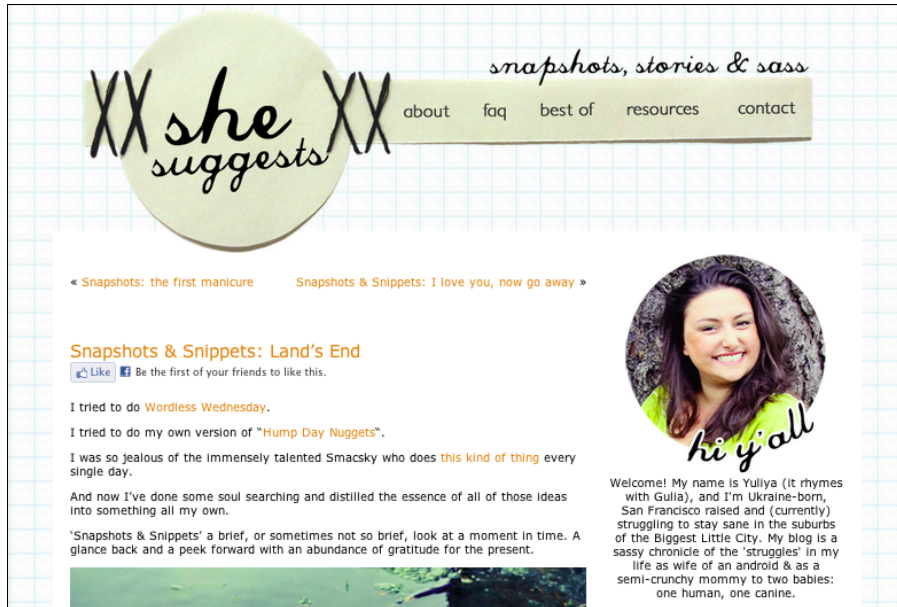 snapshots, stories & sass
she
suggests
about faq best of resources contact
« Snapshots: the first manicure Snapshots & Snippets: I love you, now go away »
Snapshots & Snippets: Land's End
Like Be the first of your friends to like this.
I tried to do Wordless Wednesday.
I tried to do my own version of "Hump Day Nuggets".
I was so jealous of the immensely talented Smacsky who does this kind of thing every
single day.
And now I've done some soul searching and distilled the essence of all of those ideas
into something all my own.
'Snapshots & Snippets' a brief, or sometimes not so brief, look at a moment in time. A
glance back and a peek forward with an abundance of gratitude for the present.
hi y'all
Welcome! My name is Yuliya (it rhymes
with Gulia), and I'm Ukraine-born,
San Francisco raised and (currently)
struggling to stay sane in the suburbs
of the Biggest Little City. My blog is a
sassy chronicle of the 'struggles' in my
life as wife of an android & as a
semi-crunchy mommy to two babies:
one human, one canine.